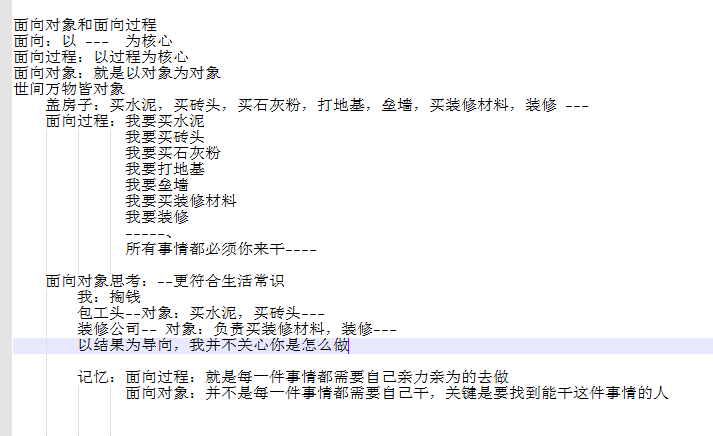 面向对象和面向过程
面向：以 --- 为核心
面向过程：以过程为核心
面向对象：就是以对象为对象
世间万物皆对象
盖房子：买水泥，买砖头，买石灰粉，打地基，垒墙，买装修材料，装修 ---
面向过程：我要买水泥
我要买砖头
我要买石灰粉
我要打地基
我要垒墙
我要买装修材料
我要装修
-----、
所有事情都必须你来干----
面向对象思考：--更符合生活常识
我：掏钱
包工头--对象：买水泥，买砖头---
装修公司-- 对象：负责买装修材料，装修---
以结果为导向，我并不关心你是怎么做
记忆：面向过程：就是每一件事情都需要自己亲力亲为的去做
面向对象：并不是每一件事情都需要自己干，关键是要找到能干这件事情的人